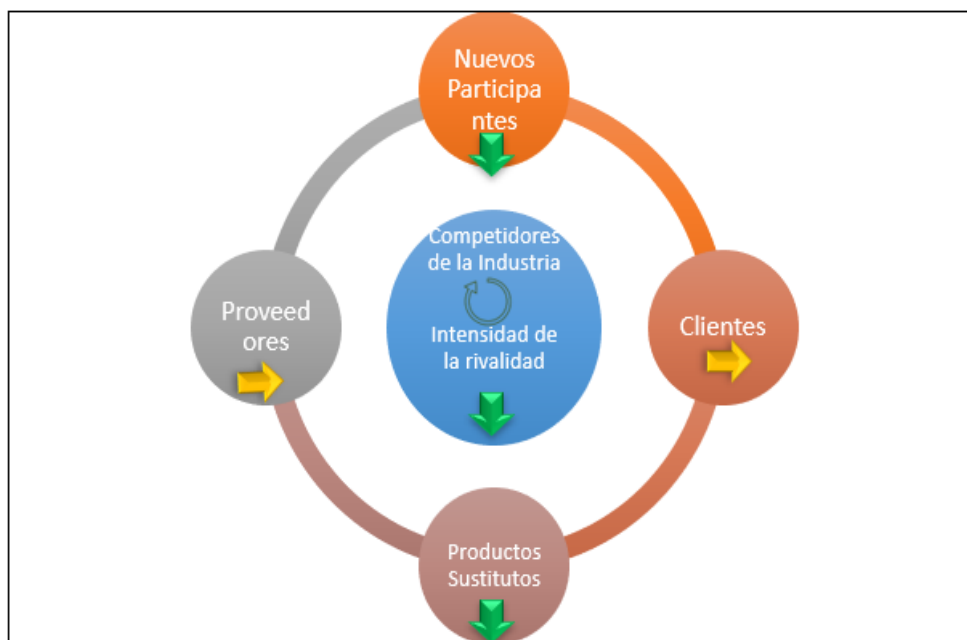 Nuevos
Participa
ntes
Competidores
de la Industria
Intensidad de
la rivalidad
Proveed
ores
Clientes
Productos
Sustitutos